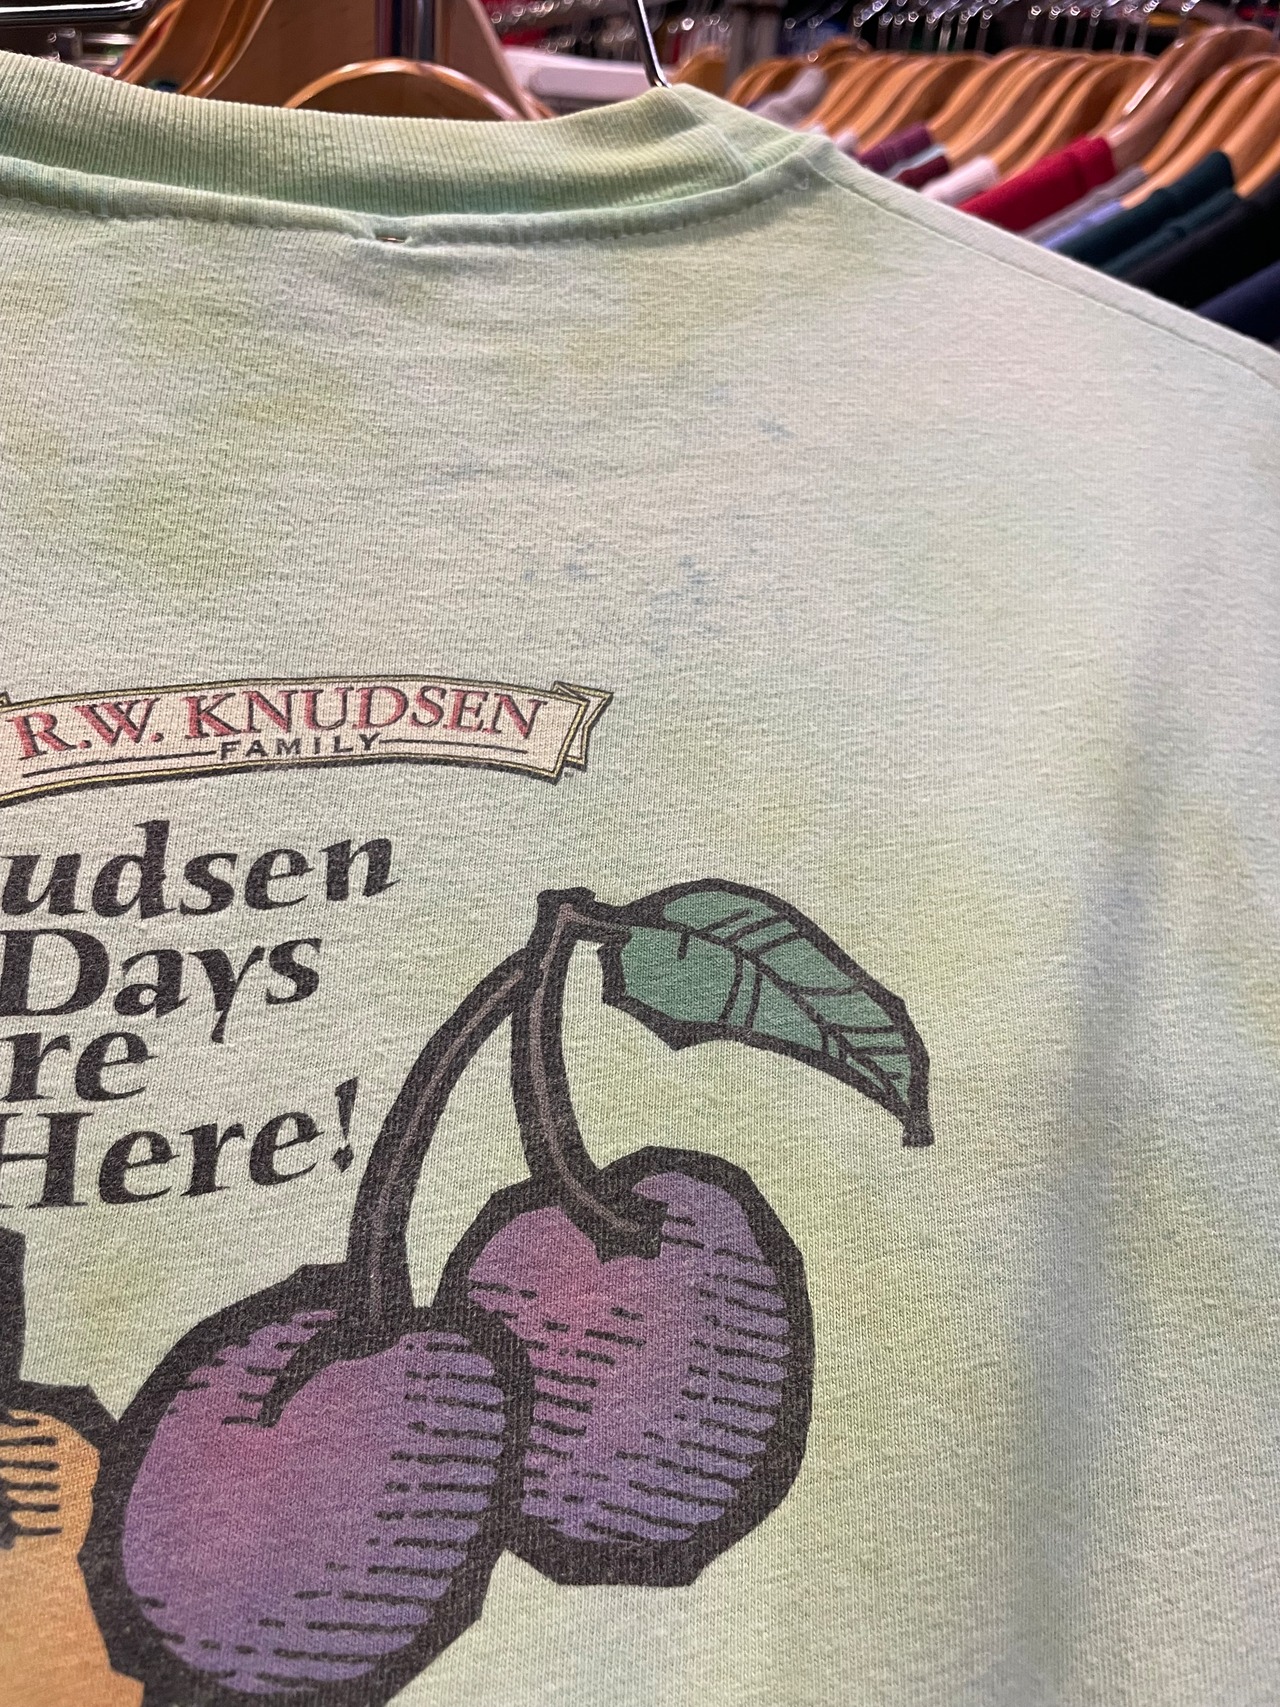 R.W. KNUDSEN
FAMILY
udsen
Days
re
Here!